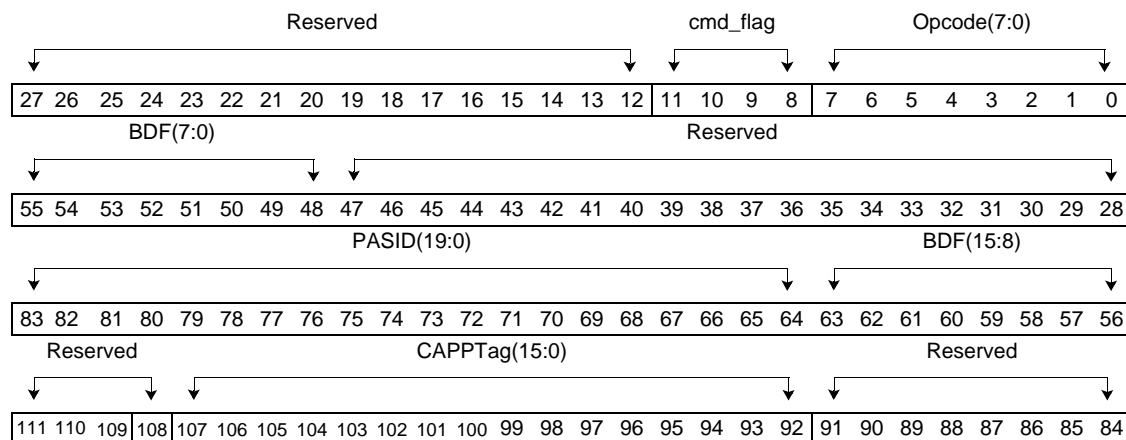 Reserved cmd_flag Opcode(7:0)
27 26 25 24 23 22 21 20 19 18 17 16 15 14 13 12 11 10 9 8 7 6 5 4 3 2 1 0
BDF(7:0) Reserved
55 54 53 52 51 50 49 48 47 46 45 44 43 42 41 40 39 38 37 36 35 34 33 32 31 30 29 28
PASID(19:0) BDF(15:8)
83 82 81 80 79 78 77 76 75 74 73 72 71 70 69 68 67 66 65 64 63 62 61 60 59 58 57 56
Reserved CAPPTag(15:0) Reserved
111 110 109 108 107 106 105 104 103 102 101 100 99 98 97 96 95 94 93 92 91 90 89 88 87 86 85 84